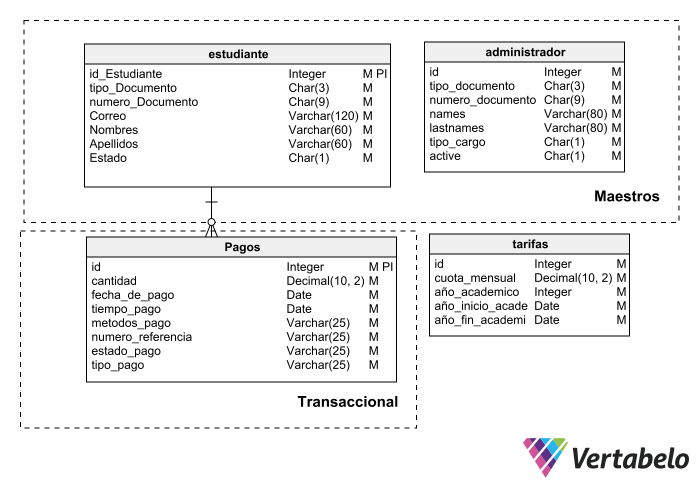 estudiante
id_Estudiante Integer M PI
tipo_Documento Char(3) M
numero_Documento Char(9) M
Correo Varchar(120) M
Nombres Varchar(60) M
Apellidos Varchar(60) M
Estado Char(1) M
administrador
id Integer M
tipo_documento Char(3) M
numero_documento Char(9) M
names Varchar(80) M
lastnames Varchar(80) M
tipo_cargo Char(1) M
active Char(1) M
Maestros
Pagos
id Integer M PI
cantidad Decimal(10, 2) M
fecha_de_pago Date M
tiempo_pago Date M
metodos_pago Varchar(25) M
numero_referencia Varchar(25) M
estado_pago Varchar(25) M
tipo_pago Varchar(25) M
Transaccional
tarifas
id Integer M
cuota_mensual Decimal(10, 2) M
año_academico Integer M
año_inicio_acade Date M
año_fin_academi Date M
Vertabelo